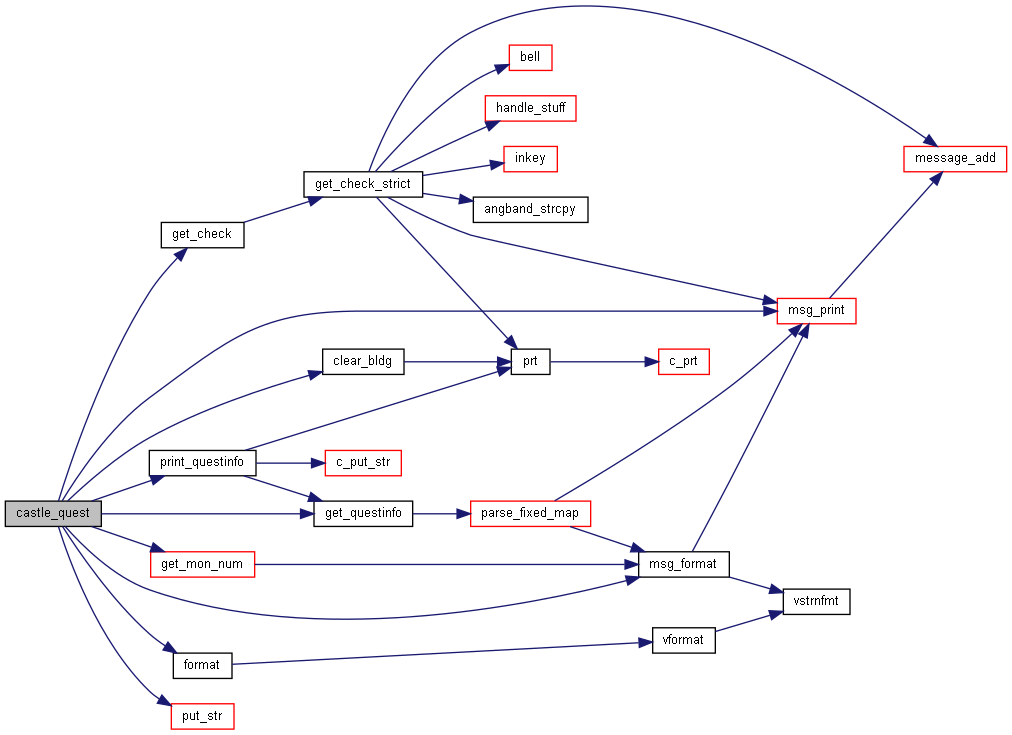 bell
handle_stuff
inkey
message_add
get_check_strict
angband_strcpy
get_check
msg_print
clear_bldg
prt
c_prt
print_questinfo
c_put_str
castle_quest
get_questinfo
parse_fixed_map
get_mon_num
msg_format
vstrnfmt
vformat
format
put_str